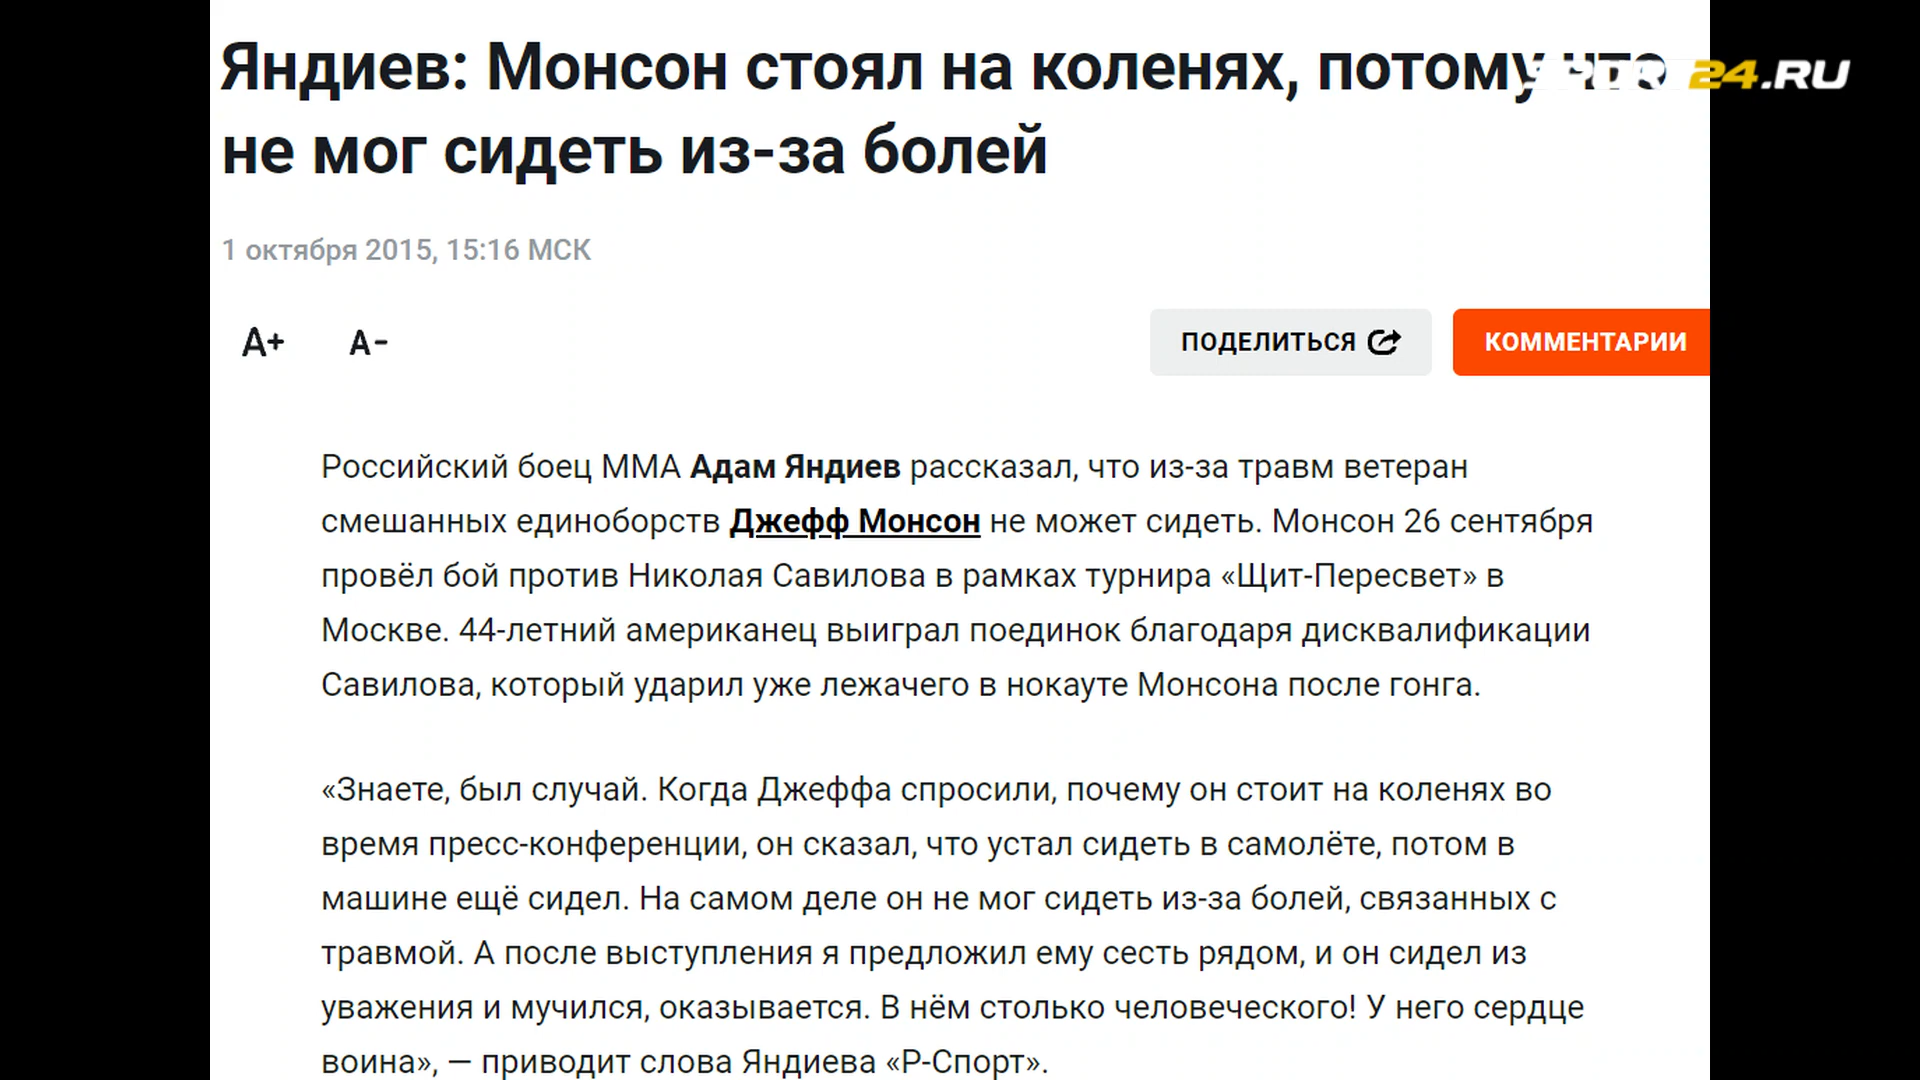 Яндиев: Монсон стоял на коленях, потому что
SPORT24.RU
не мог сидеть из-за болей
1 октября 2015, 15:16 МСК
A+ A-
ПОДЕЛИТЬСЯ
КОММЕНТАРИИ
Российский боец ММА Адам Яндиев рассказал, что из-за травм ветеран
смешанных единоборств Джефф Монсон не может сидеть. Монсон 26 сентября
провёл бой против Николая Савилова в рамках турнира «Щит-Пересвет» в
Москве. 44-летний американец выиграл поединок благодаря дисквалификации
Савилова, который ударил уже лежачего в нокауте Монсона после гонга.
«Знаете, был случай. Когда Джеффа спросили, почему он стоит на коленях во
время пресс-конференции, он сказал, что устал сидеть в самолёте, потом в
машине ещё сидел. На самом деле он не мог сидеть из-за болей, связанных с
травмой. А после выступления я предложил ему сесть рядом, и он сидел из
уважения и мучился, оказывается. В нём столько человеческого! У него сердце
воина», — приводит слова Яндиева «Р-Спорт».